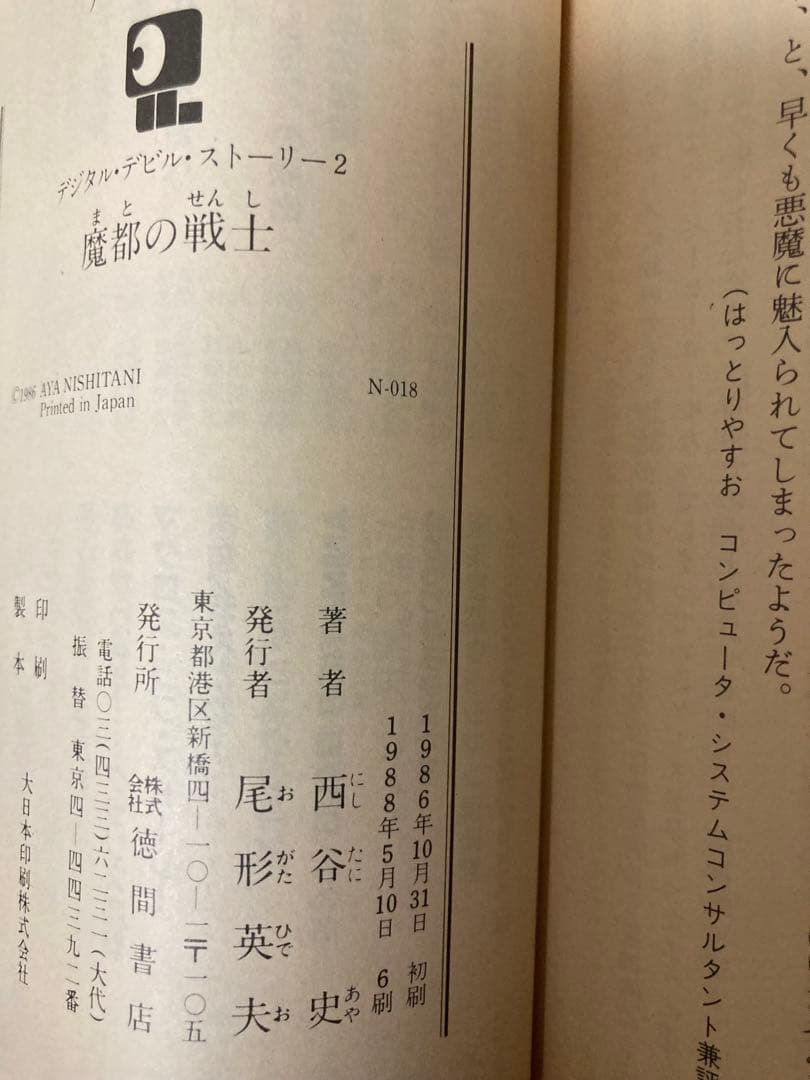 、と、早くも悪魔に魅入られてしまったようだ。
(はっとりやすお　コンピュータ・システムコンサルタント兼評
デジタル・デビル・ストーリー2
ま と せん し
魔都の戦士
©1986 AYA NISHITANI
Printed in Japan
N-018
1986年10月31日　初刷
1988年5月10日　6刷
著者　西谷　史
にし たに あや
発行者　尾形英夫
お がた ひで お
東京都港区新橋四—一〇—一〒一〇五
発行所　株式会社徳間書店
電話〇三(四三三)六二三一(大代)
振替　東京四—四四三九二番
印刷
製本　大日本印刷株式会社